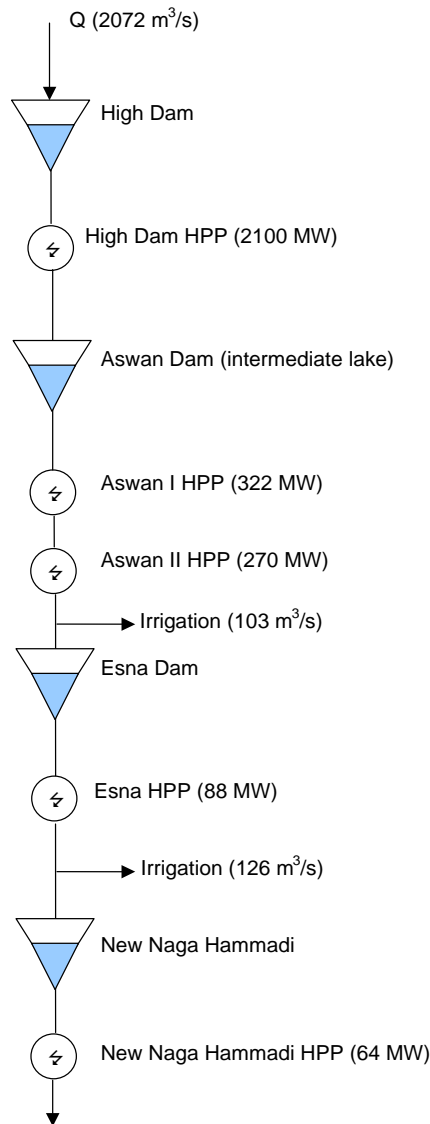 Q (2072 m³/s)
High Dam
High Dam HPP (2100 MW)
Aswan Dam (intermediate lake)
Aswan I HPP (322 MW)
Aswan II HPP (270 MW)
Irrigation (103 m³/s)
Esna Dam
Esna HPP (88 MW)
Irrigation (126 m³/s)
New Naga Hammadi
New Naga Hammadi HPP (64 MW)